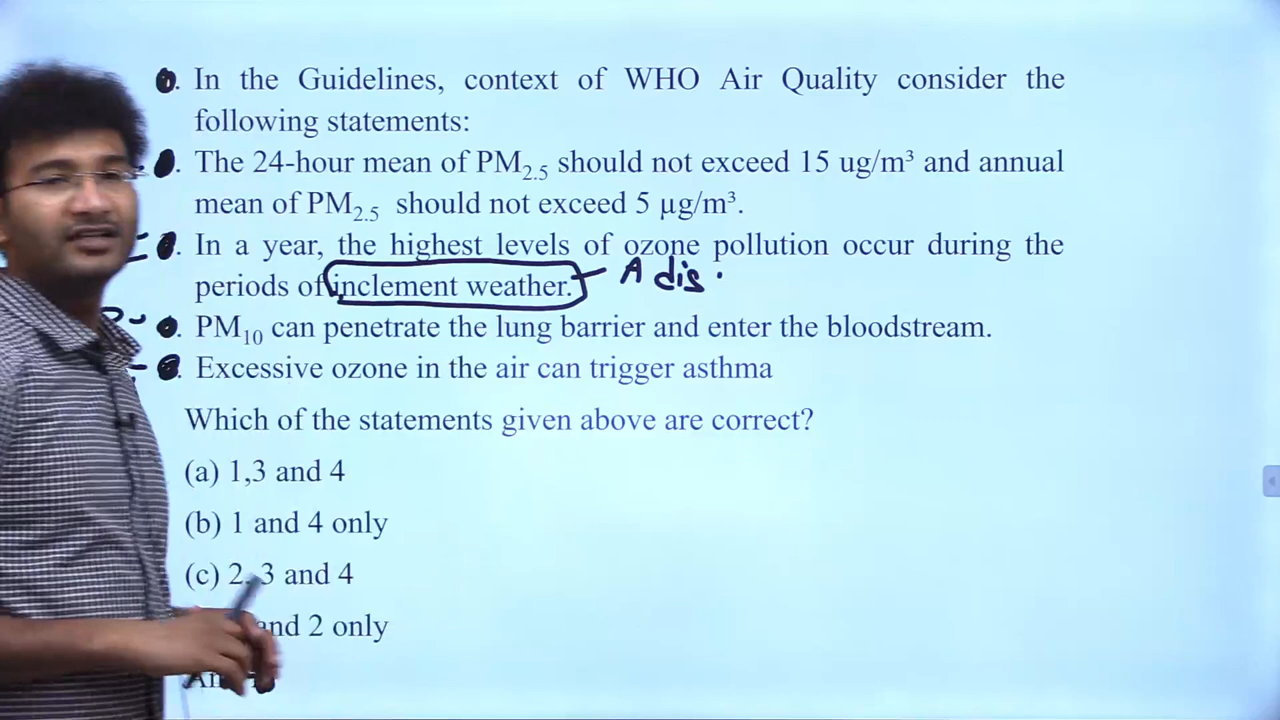 In the Guidelines, context of WHO Air Quality consider the
following statements:
The 24-hour mean of PM2.5 should not exceed 15 ug/m³ and annual
mean of PM2.5 should not exceed 5 µg/m³.
In a year, the highest levels of ozone pollution occur during the
periods of inclement weather. A dis.
PM10 can penetrate the lung barrier and enter the bloodstream.
Excessive ozone in the air can trigger asthma
Which of the statements given above are correct?
(a) 1,3 and 4
(b) 1 and 4 only
(c) 2, 3 and 4
and 2 only